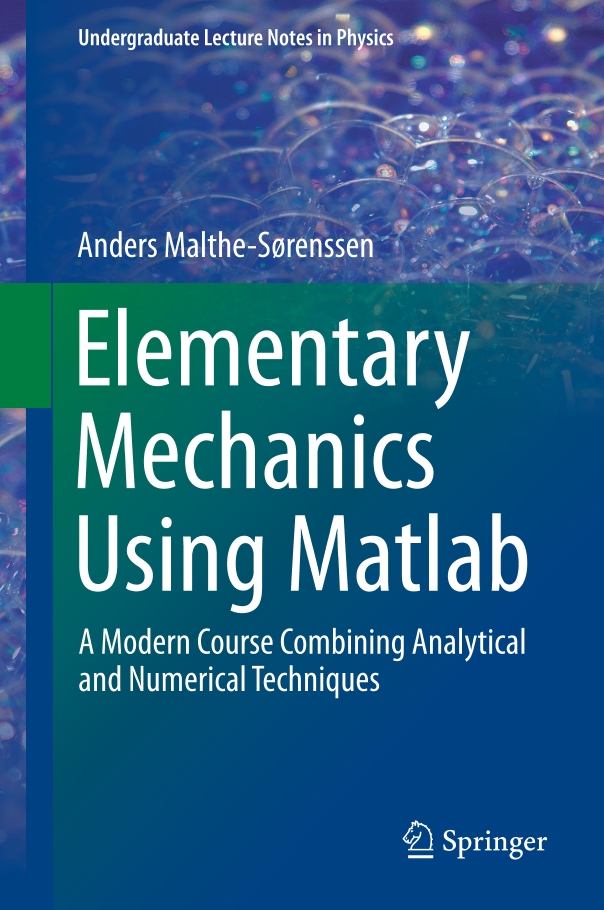 Undergraduate Lecture Notes in Physics
Anders Malthe-Sørenssen
Elementary
Mechanics
Using Matlab
A Modern Course Combining Analytical
and Numerical Techniques
Springer